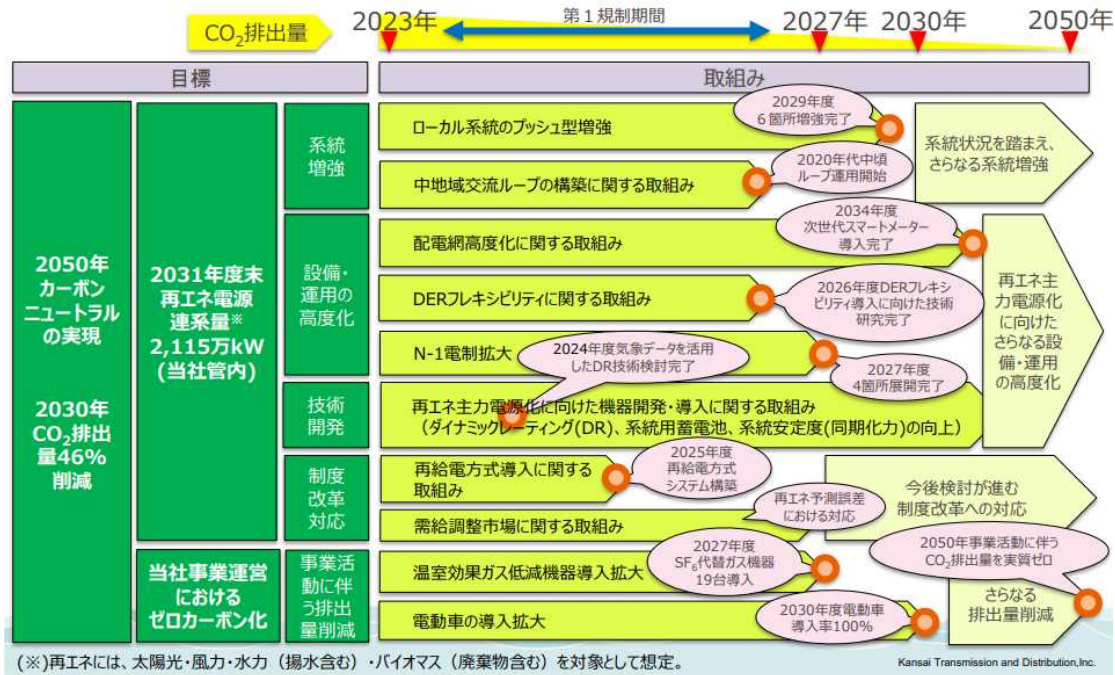 CO2排出量
2023年
第1規制期間
2027年
2030年
2050年
目標
取組み
2050年
カーボン
ニュートラル
の実現
2030年
CO2排出
量46%
削減
2031年度末
再エネ電源
連系量※
2,115万kW
(当社管内)
系統
増強
ローカル系統のプッシュ型増強
2029年度
6箇所増強完了
中地域交流ループの構築に関する取組み
2020年代中頃
ループ運用開始
系統状況を踏まえ、
さらなる系統増強
設備・
運用の
高度化
配電網高度化に関する取組み
2034年度
次世代スマートメーター
導入完了
DERフレキシビリティに関する取組み
2026年度DERフレキシ
ビリティ導入に向けた技術
研究完了
N-1電制拡大
2024年度気象データを活用
したDR技術検討完了
2027年度
4箇所展開完了
再エネ主
力電源化
に向けた
さらなる設
備・運用
の高度化
技術
開発
再エネ主力電源化に向けた機器開発・導入に関する取組み
(ダイナミックレーティング(DR)、系統用蓄電池、系統安定度(同期化力)の向上)
制度
改革
対応
再給電方式導入に関する
取組み
2025年度
再給電方式
システム構築
需給調整市場に関する取組み
再エネ予測誤差
における対応
今後検討が進む
制度改革への対応
当社事業運営
における
ゼロカーボン化
事業活
動に伴
う排出
量削減
温室効果ガス低減機器導入拡大
2027年度
SF6代替ガス機器
19台導入
電動車の導入拡大
2030年度電動車
導入率100%
2050年事業活動に伴う
CO2排出量を実質ゼロ
さらなる
排出量削減
(※)再エネには、太陽光・風力・水力(揚水含む)・バイオマス(廃棄物含む)を対象として想定。
Kansai Transmission and Distribution,Inc.